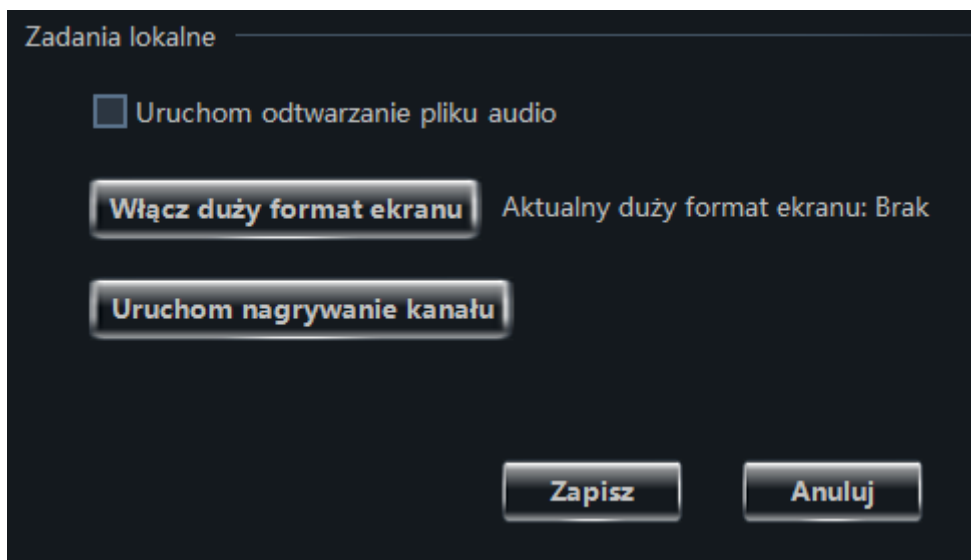 Zadania lokalne
Uruchom odtwarzanie pliku audio
Włącz duży format ekranu Aktualny duży format ekranu: Brak
Uruchom nagrywanie kanału
Zapisz Anuluj